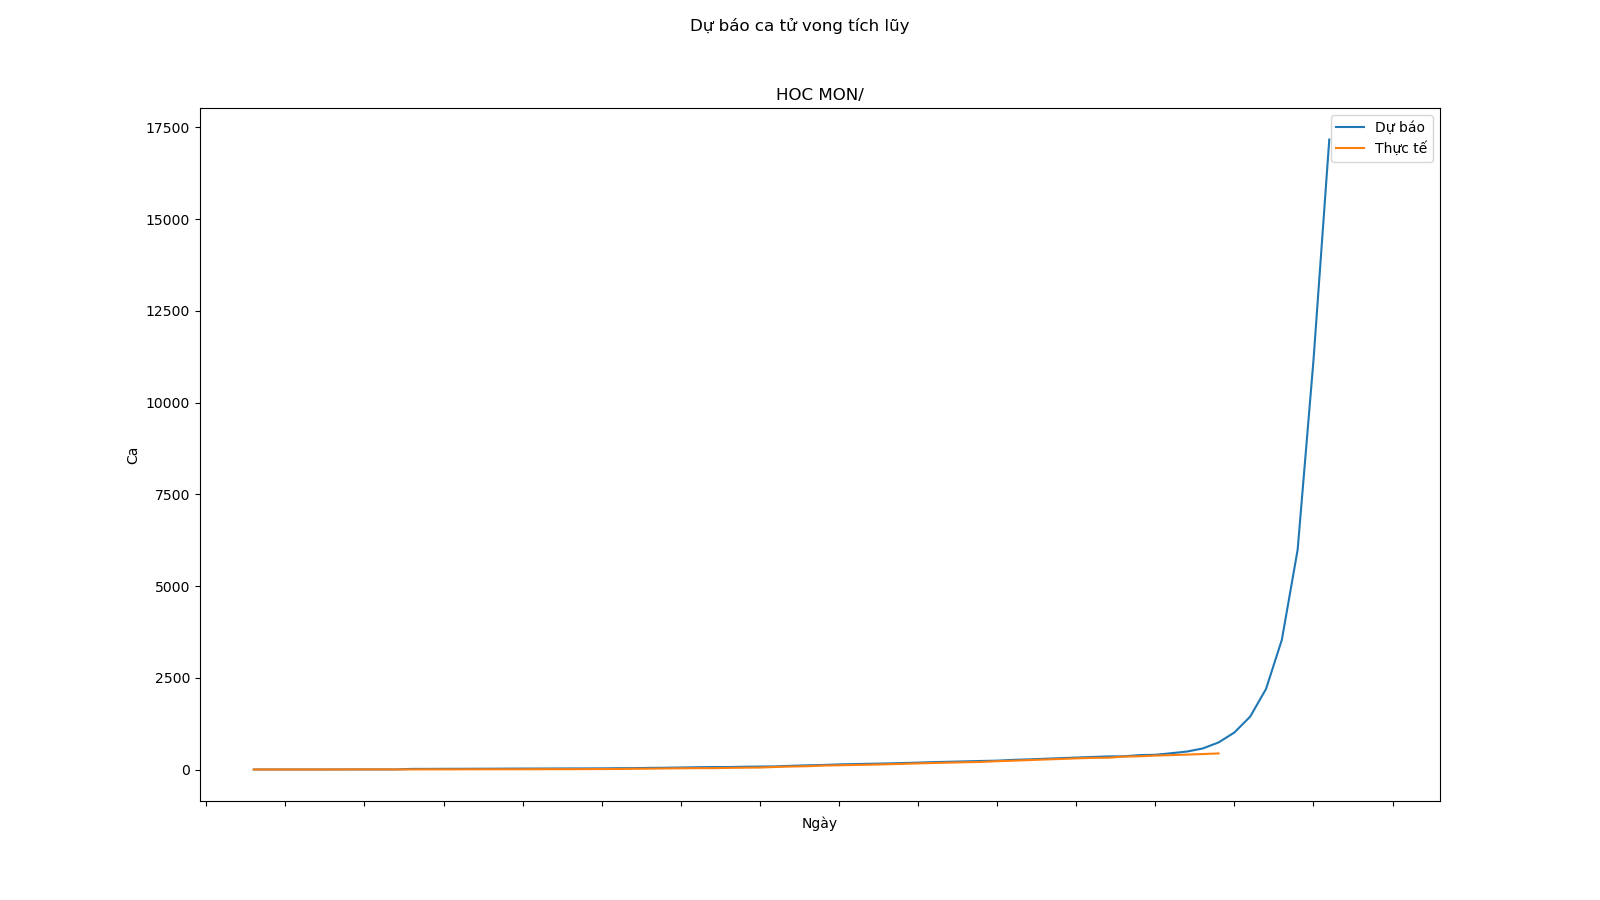 Dự báo ca tử vong tích lũy
HOC MON/
Dự báo
Thực tế
17500
15000
12500
10000
7500
5000
2500
0
Ca
Ngày